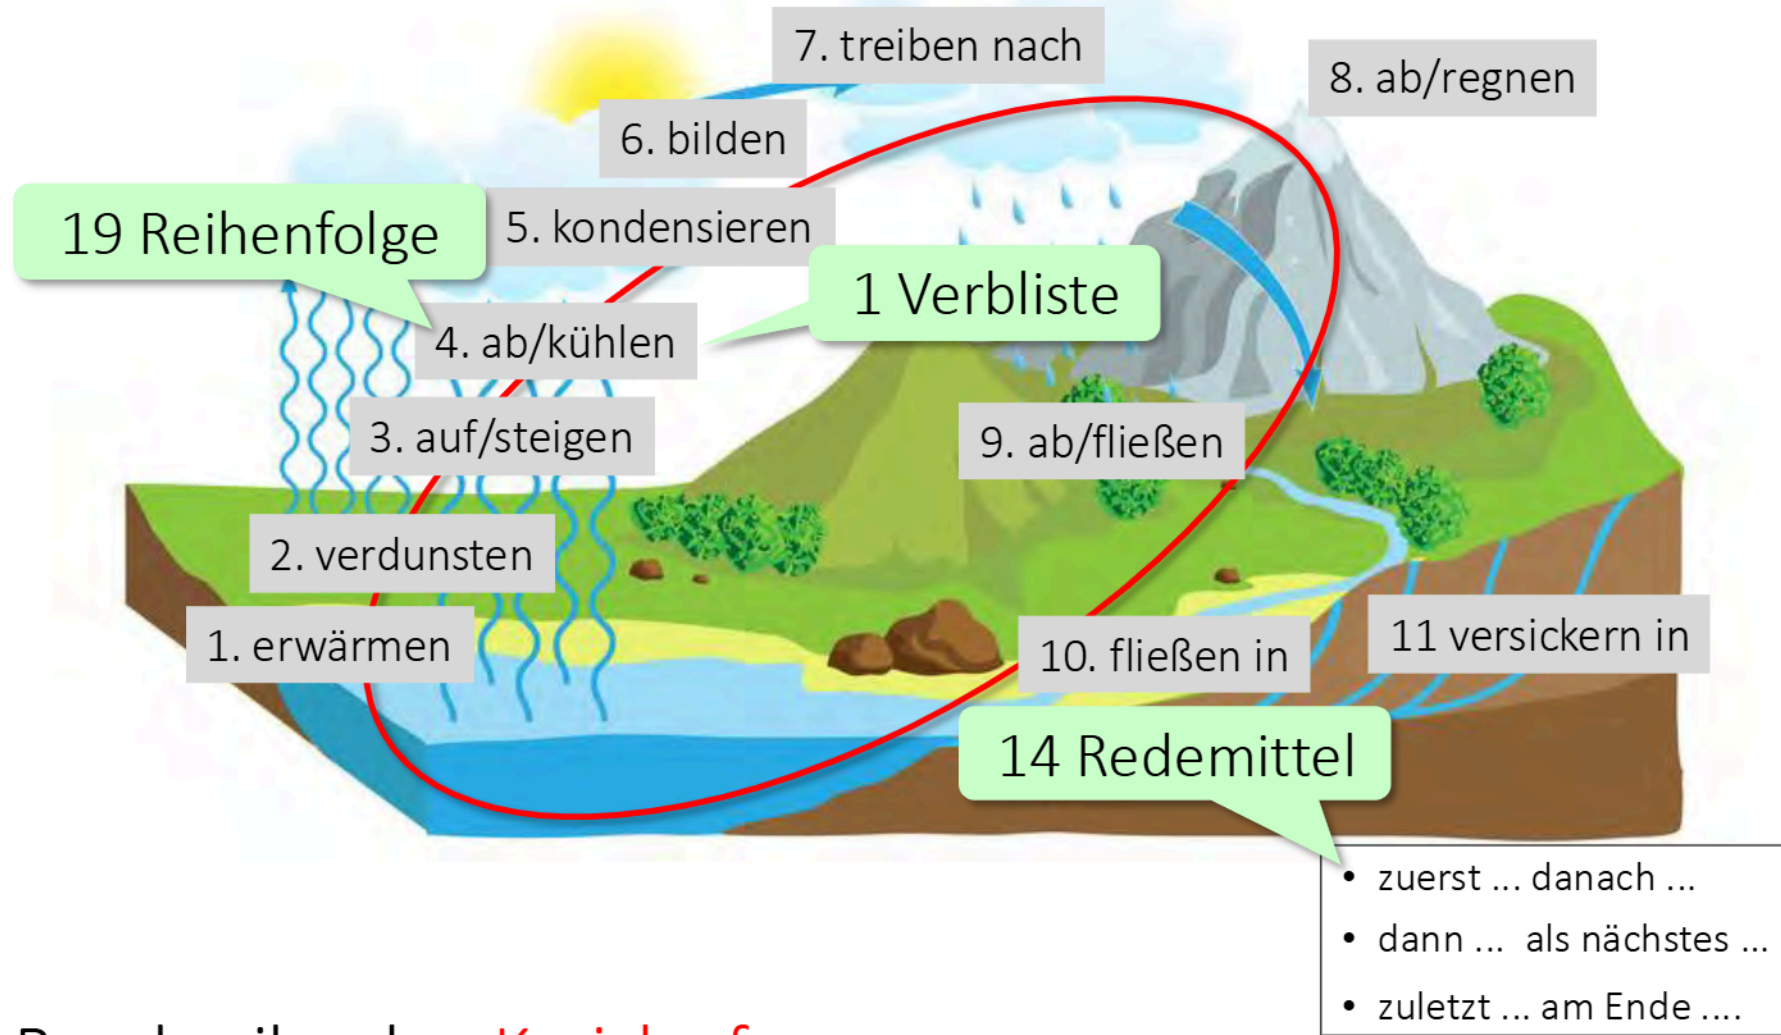 7. treiben nach
8. ab/regnen
6. bilden
19 Reihenfolge
5. kondensieren
1 Verbliste
4. ab/kühlen
3. auf/steigen
9. ab/fließen
2. verdunsten
1. erwärmen
10. fließen in
11 versickern in
14 Redemittel
• zuerst ... danach ...
• dann ... als nächstes ...
• zuletzt ... am Ende ....